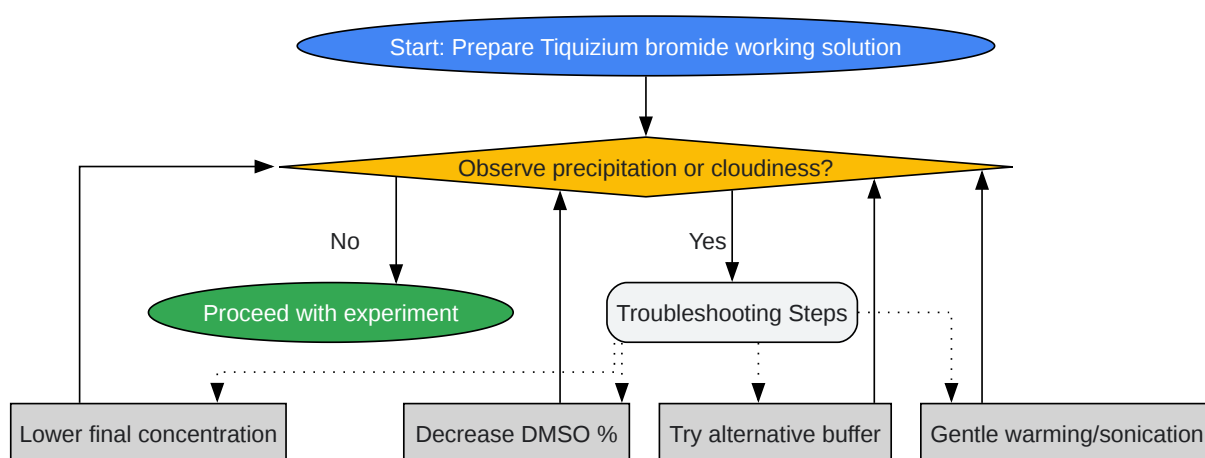 Start: Prepare Tiquizium bromide working solution
Observe precipitation or cloudiness?
No
Yes
Proceed with experiment
Troubleshooting Steps
Lower final concentration
Decrease DMSO %
Try alternative buffer
Gentle warming/sonication